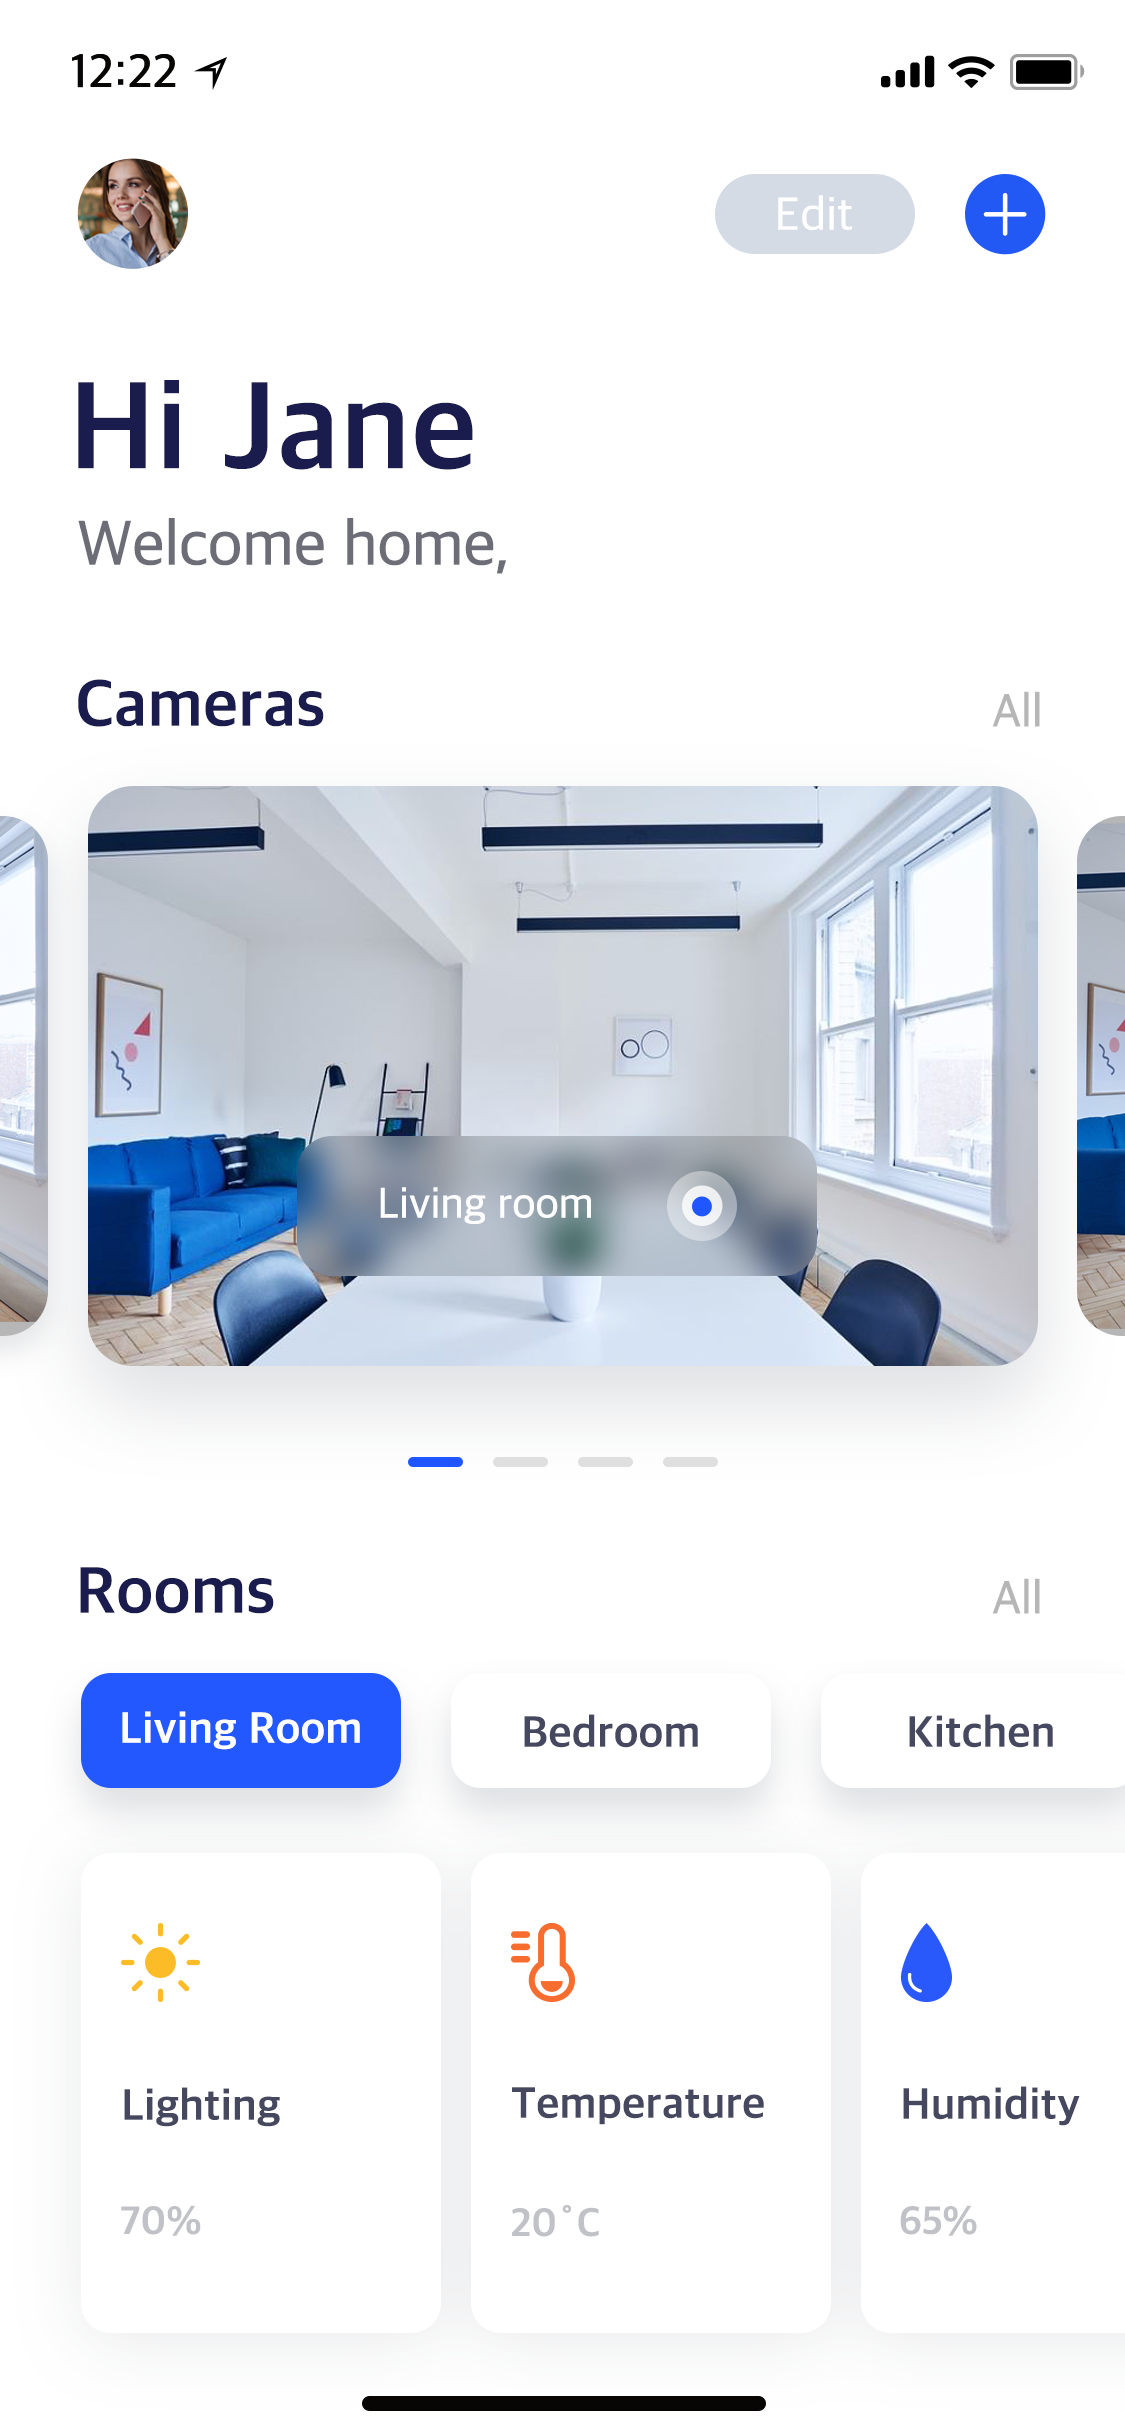 12:22
Edit
Hi Jane
Welcome home,
Cameras
All
Living room
Rooms
All
Living Room
Bedroom
Kitchen
Lighting
Temperature
Humidity
70%
20°C
65%